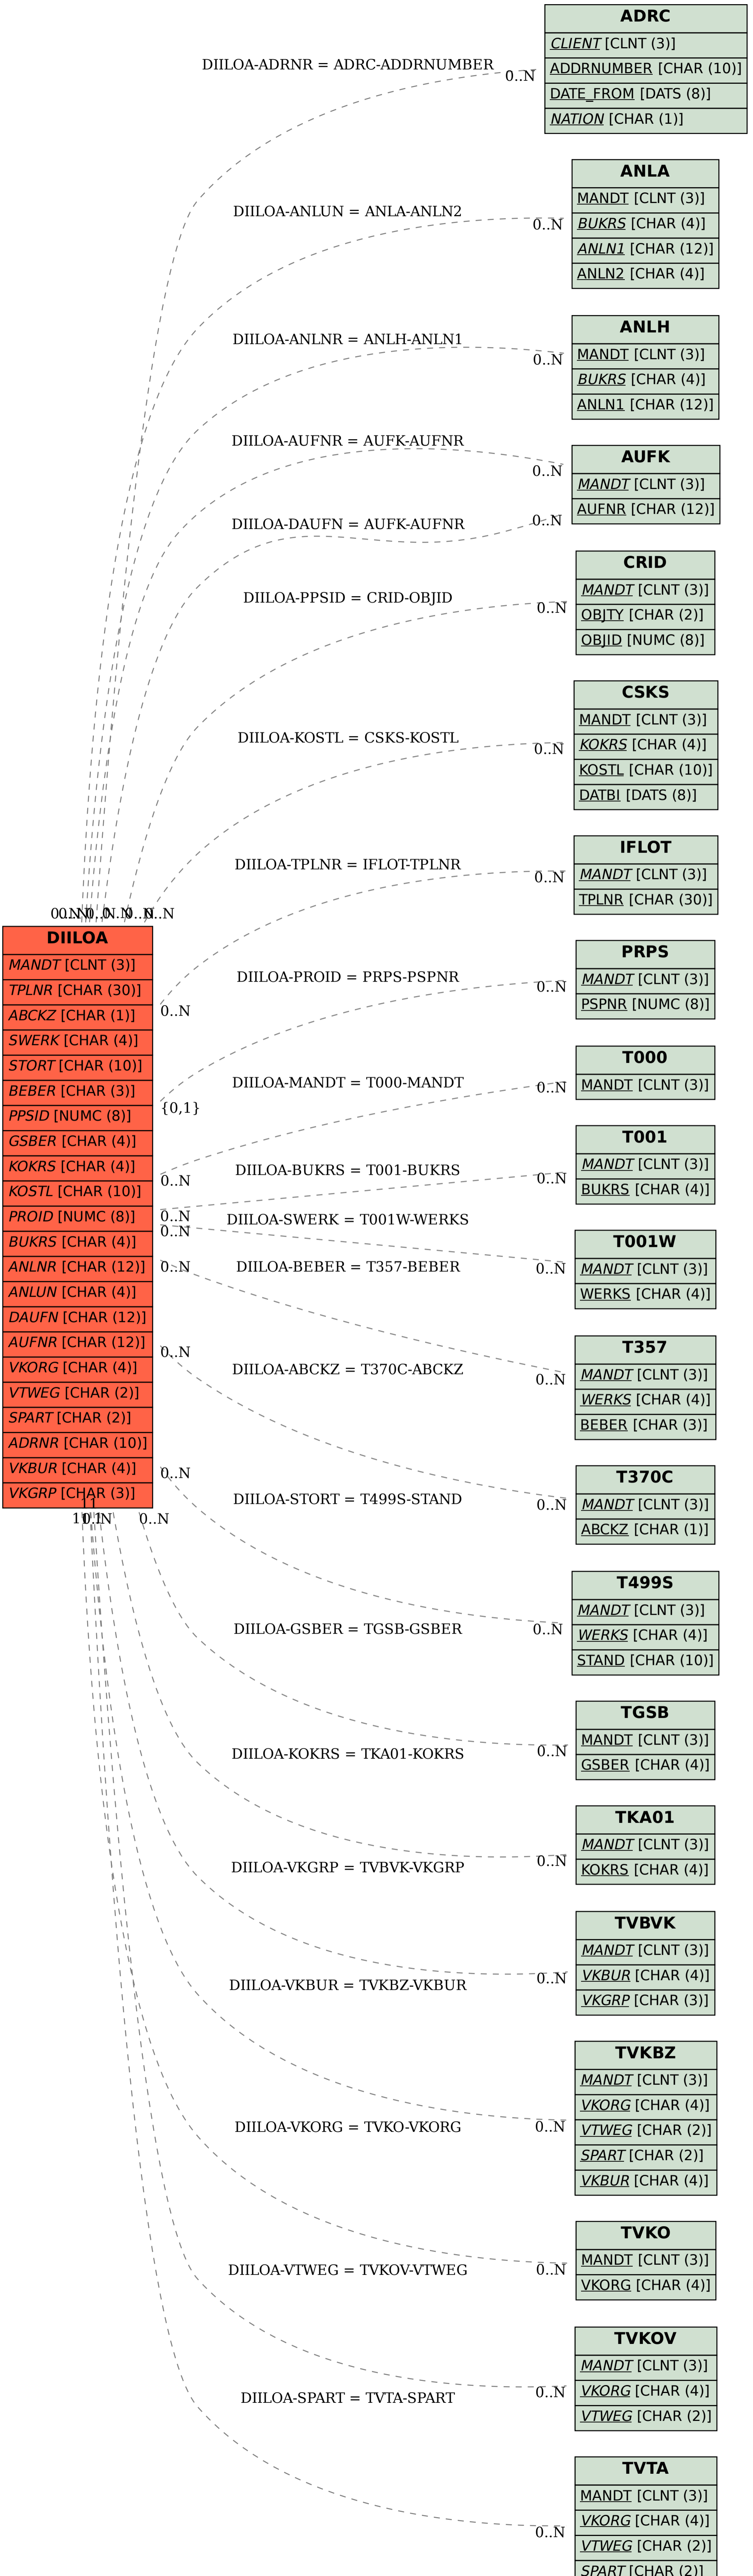 ADRC
CLIENT [CLNT (3)]
DIILOA-ADRNR = ADRC-ADDRNUMBER
0..N
ADDRNUMBER [CHAR (10)]
DATE_FROM [DATS (8)]
NATION [CHAR (1)]
ANLA
MANDT [CLNT (3)]
DIILOA-ANLUN = ANLA-ANLN2
0..N
BUKRS [CHAR (4)]
ANLN1 [CHAR (12)]
ANLN2 [CHAR (4)]
ANLH
DIILOA-ANLNR = ANLH-ANLN1
0..N
MANDT [CLNT (3)]
BUKRS [CHAR (4)]
ANLN1 [CHAR (12)]
DIILOA-AUFNR = AUFK-AUFNR
AUFK
0..N
MANDT [CLNT (3)]
AUFNR [CHAR (12)]
DIILOA-DAUFN = AUFK-AUFNR
0..N
CRID
MANDT [CLNT (3)]
DIILOA-PPSID = CRID-OBJID
0..N
OBJTY [CHAR (2)]
OBJID [NUMC (8)]
CSKS
MANDT [CLNT (3)]
DIILOA-KOSTL = CSKS-KOSTL
0..N
KOKRS [CHAR (4)]
KOSTL [CHAR (10)]
DATBI [DATS (8)]
IFLOT
DIILOA-TPLNR = IFLOT-TPLNR
0..N
MANDT [CLNT (3)]
TPLNR [CHAR (30)]
DIILOA
MANDT [CLNT (3)]
TPLNR [CHAR (30)]
ABCKZ [CHAR (1)]
SWERK [CHAR (4)]
STORT [CHAR (10)]
BEBER [CHAR (3)]
PPSID [NUMC (8)]
GSBER [CHAR (4)]
KOKRS [CHAR (4)]
KOSTL [CHAR (10)]
PROID [NUMC (8)]
BUKRS [CHAR (4)]
ANLNR [CHAR (12)]
ANLUN [CHAR (4)]
DAUFN [CHAR (12)]
AUFNR [CHAR (12)]
VKORG [CHAR (4)]
VTWEG [CHAR (2)]
SPART [CHAR (2)]
ADRNR [CHAR (10)]
VKBUR [CHAR (4)]
VKGRP [CHAR (3)]
0..N
{0,1}
0..N
0..N
0..N
0..N
0..N
0..N
0..N
PRPS
DIILOA-PROID = PRPS-PSPNR
0..N
MANDT [CLNT (3)]
PSPNR [NUMC (8)]
T000
DIILOA-MANDT = T000-MANDT
0..N
MANDT [CLNT (3)]
T001
DIILOA-BUKRS = T001-BUKRS
0..N
MANDT [CLNT (3)]
BUKRS [CHAR (4)]
DIILOA-SWERK = T001W-WERKS
T001W
0..N
MANDT [CLNT (3)]
WERKS [CHAR (4)]
DIILOA-BEBER = T357-BEBER
T357
0..N
MANDT [CLNT (3)]
WERKS [CHAR (4)]
BEBER [CHAR (3)]
DIILOA-ABCKZ = T370C-ABCKZ
T370C
0..N
MANDT [CLNT (3)]
ABCKZ [CHAR (1)]
DIILOA-STORT = T499S-STAND
T499S
0..N
MANDT [CLNT (3)]
WERKS [CHAR (4)]
STAND [CHAR (10)]
DIILOA-GSBER = TGSB-GSBER
TGSB
0..N
MANDT [CLNT (3)]
GSBER [CHAR (4)]
DIILOA-KOKRS = TKA01-KOKRS
TKA01
0..N
MANDT [CLNT (3)]
KOKRS [CHAR (4)]
DIILOA-VKGRP = TVBVK-VKGRP
TVBVK
0..N
MANDT [CLNT (3)]
VKBUR [CHAR (4)]
VKGRP [CHAR (3)]
DIILOA-VKBUR = TVKBZ-VKBUR
TVKBZ
0..N
MANDT [CLNT (3)]
VKORG [CHAR (4)]
VTWEG [CHAR (2)]
SPART [CHAR (2)]
VKBUR [CHAR (4)]
DIILOA-VKORG = TVKO-VKORG
TVKO
0..N
MANDT [CLNT (3)]
VKORG [CHAR (4)]
DIILOA-VTWEG = TVKOV-VTWEG
TVKOV
0..N
MANDT [CLNT (3)]
VKORG [CHAR (4)]
VTWEG [CHAR (2)]
DIILOA-SPART = TVTA-SPART
TVTA
0..N
MANDT [CLNT (3)]
VKORG [CHAR (4)]
VTWEG [CHAR (2)]
SPART [CHAR (2)]